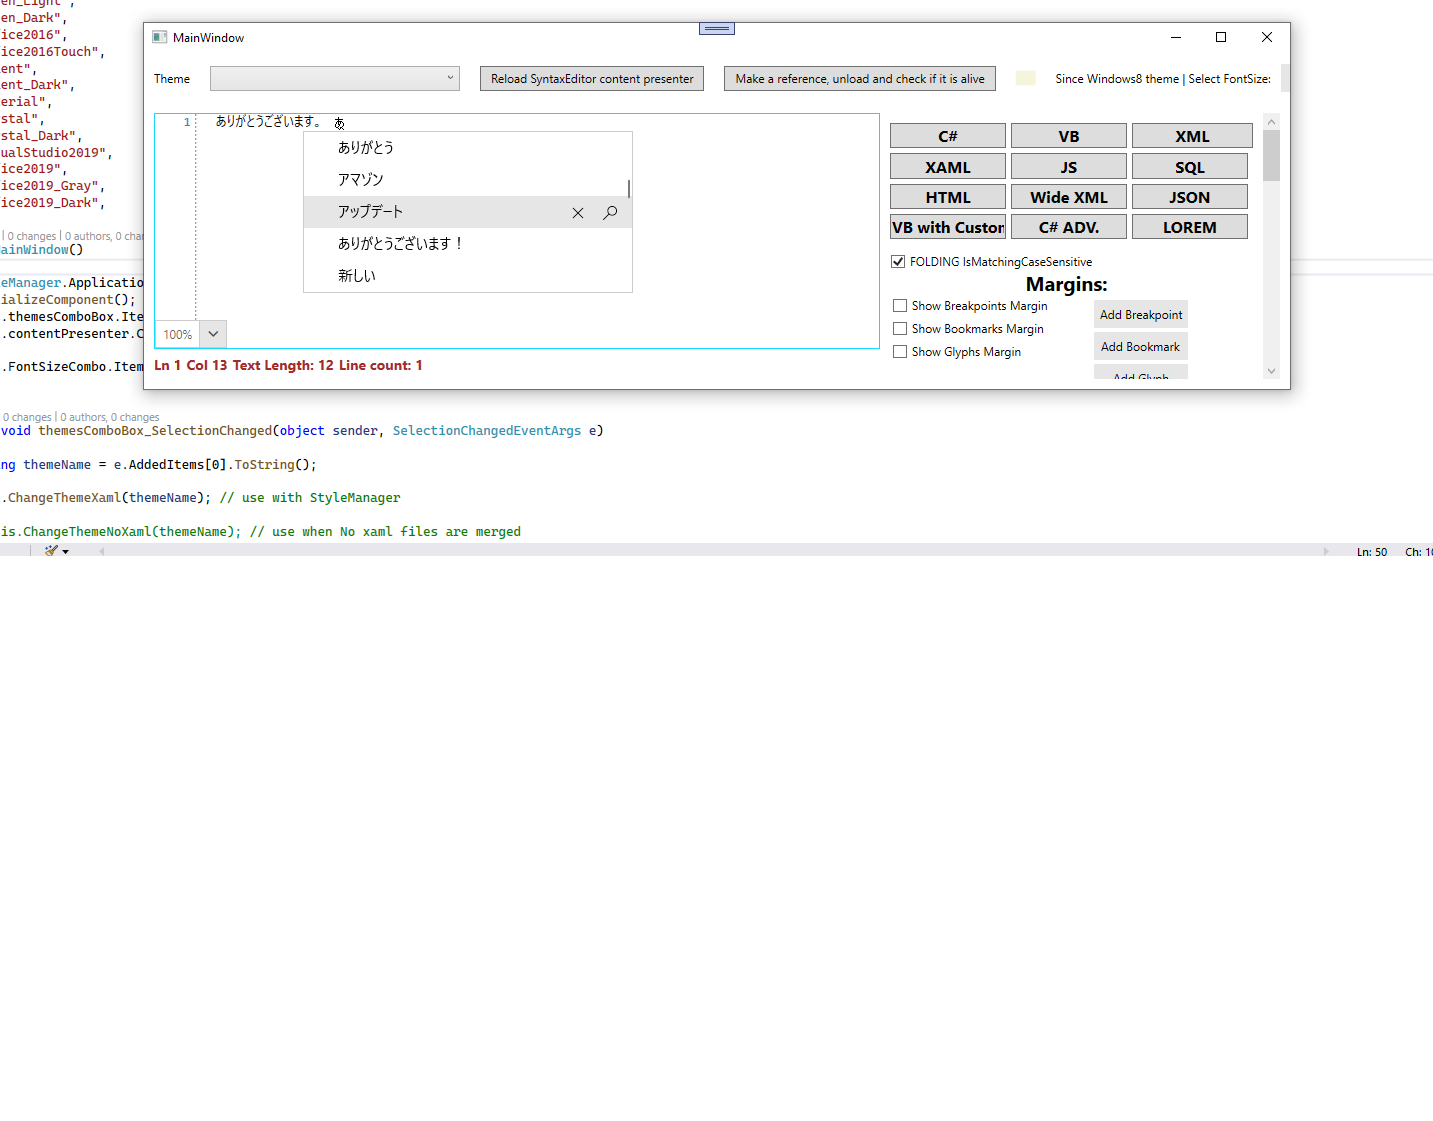 en_Light",
en_Dark",
ice2016",
ice2016Touch",
ent",
ent_Dark",
erial",
stal",
stal_Dark",
ualStudio2019",
ice2019",
ice2019_Gray",
ice2019_Dark",
| 0 changes | 0 authors, 0 char
MainWindow()
eManager.Applicatio
ializeComponent();
.themesComboBox.Ite
.contentPresenter.C
.FontSizeCombo.Item
MainWindow
Theme
Reload SyntaxEditor content presenter
Make a reference, unload and check if it is alive
Since Windows8 theme | Select FontSize:
1 ありがとうございます。 あ
ありがとう
アマゾン
アップデート
ありがとうございます！
新しい
100%
Ln 1 Col 13 Text Length: 12 Line count: 1
C# VB XML
XAML JS SQL
HTML Wide XML JSON
VB with Custor C# ADV. LOREM
FOLDING IsMatchingCaseSensitive
Margins:
Show Breakpoints Margin
Show Bookmarks Margin
Show Glyphs Margin
Add Breakpoint
Add Bookmark
Add Glyph
0 changes | 0 authors, 0 changes
void themesComboBox_SelectionChanged(object sender, SelectionChangedEventArgs e)
ng themeName = e.AddedItems[0].ToString();
.ChangeThemeXaml(themeName); // use with StyleManager
is.ChangeThemeNoXaml(themeName); // use when No xaml files are merged
Ln: 50 Ch: 10